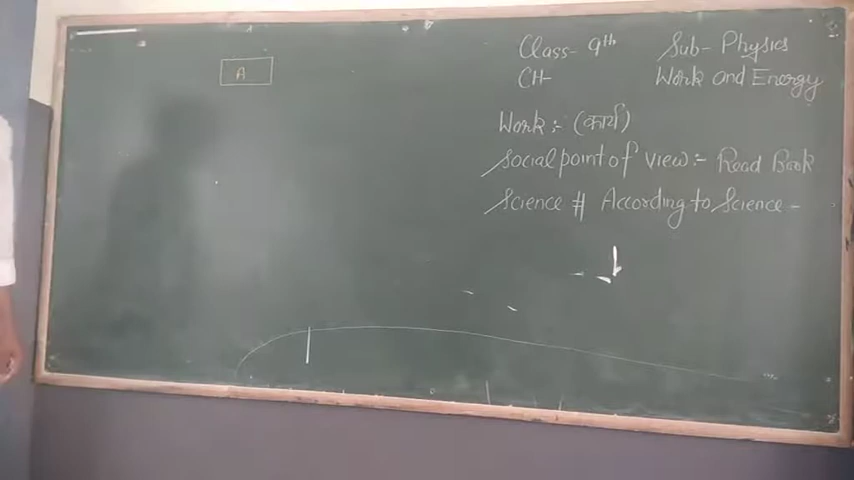 A
Class- 9th Sub- Physics
CH- Work and Energy
Work :- (कार्य)
Social point of view :- Read Book
Science # According to Science -